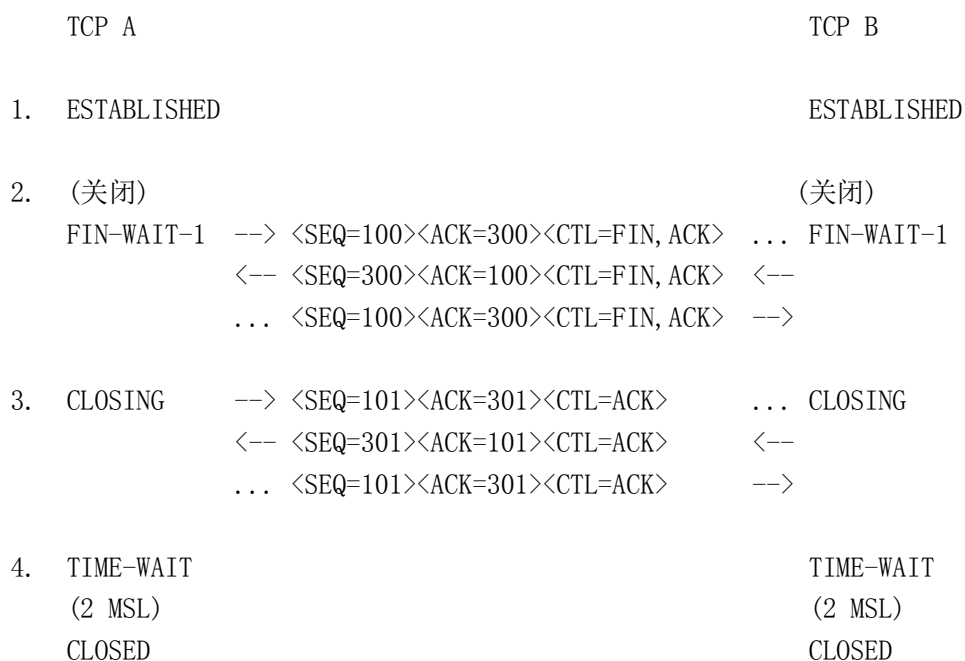 TCP A TCP B
1. ESTABLISHED ESTABLISHED
2. (关闭) (关闭)
FIN-WAIT-1 --> <SEQ=100><ACK=300><CTL=FIN,ACK> ... FIN-WAIT-1
<-- <SEQ=300><ACK=100><CTL=FIN,ACK> <--
... <SEQ=100><ACK=300><CTL=FIN,ACK> -->
3. CLOSING --> <SEQ=101><ACK=301><CTL=ACK> ... CLOSING
<-- <SEQ=301><ACK=101><CTL=ACK> <--
... <SEQ=101><ACK=301><CTL=ACK> -->
4. TIME-WAIT TIME-WAIT
(2 MSL) (2 MSL)
CLOSED CLOSED